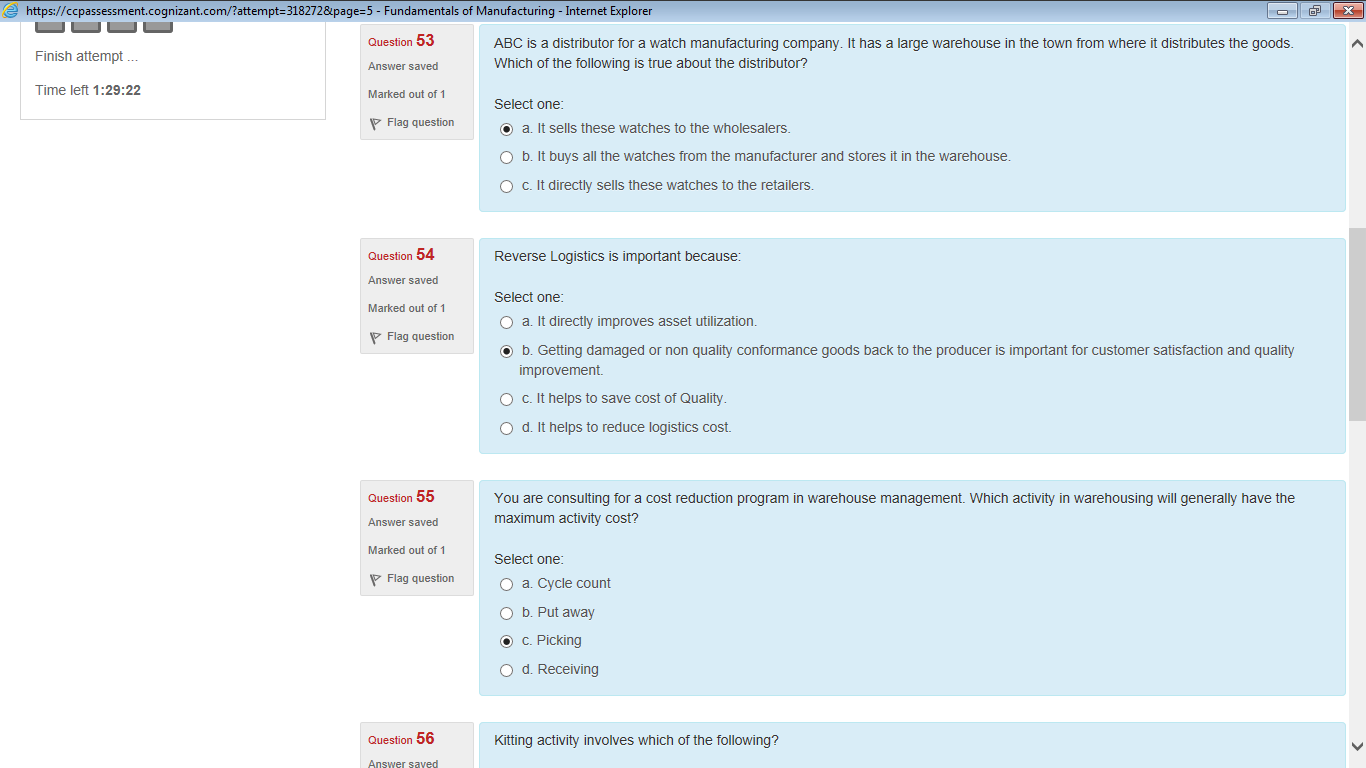 https://ccpassessment.cognizant.com/?attempt=318272&page=5 - Fundamentals of Manufacturing - Internet Explorer
Finish attempt ...
Time left 1:29:22
Question 53
Answer saved
Marked out of 1
Flag question
ABC is a distributor for a watch manufacturing company. It has a large warehouse in the town from where it distributes the goods.
Which of the following is true about the distributor?
Select one:
a. It sells these watches to the wholesalers.
b. It buys all the watches from the manufacturer and stores it in the warehouse.
c. It directly sells these watches to the retailers.
Question 54
Answer saved
Marked out of 1
Flag question
Reverse Logistics is important because:
Select one:
a. It directly improves asset utilization.
b. Getting damaged or non quality conformance goods back to the producer is important for customer satisfaction and quality
improvement.
c. It helps to save cost of Quality.
d. It helps to reduce logistics cost.
Question 55
Answer saved
Marked out of 1
Flag question
You are consulting for a cost reduction program in warehouse management. Which activity in warehousing will generally have the
maximum activity cost?
Select one:
a. Cycle count
b. Put away
c. Picking
d. Receiving
Question 56
Answer saved
Kitting activity involves which of the following?